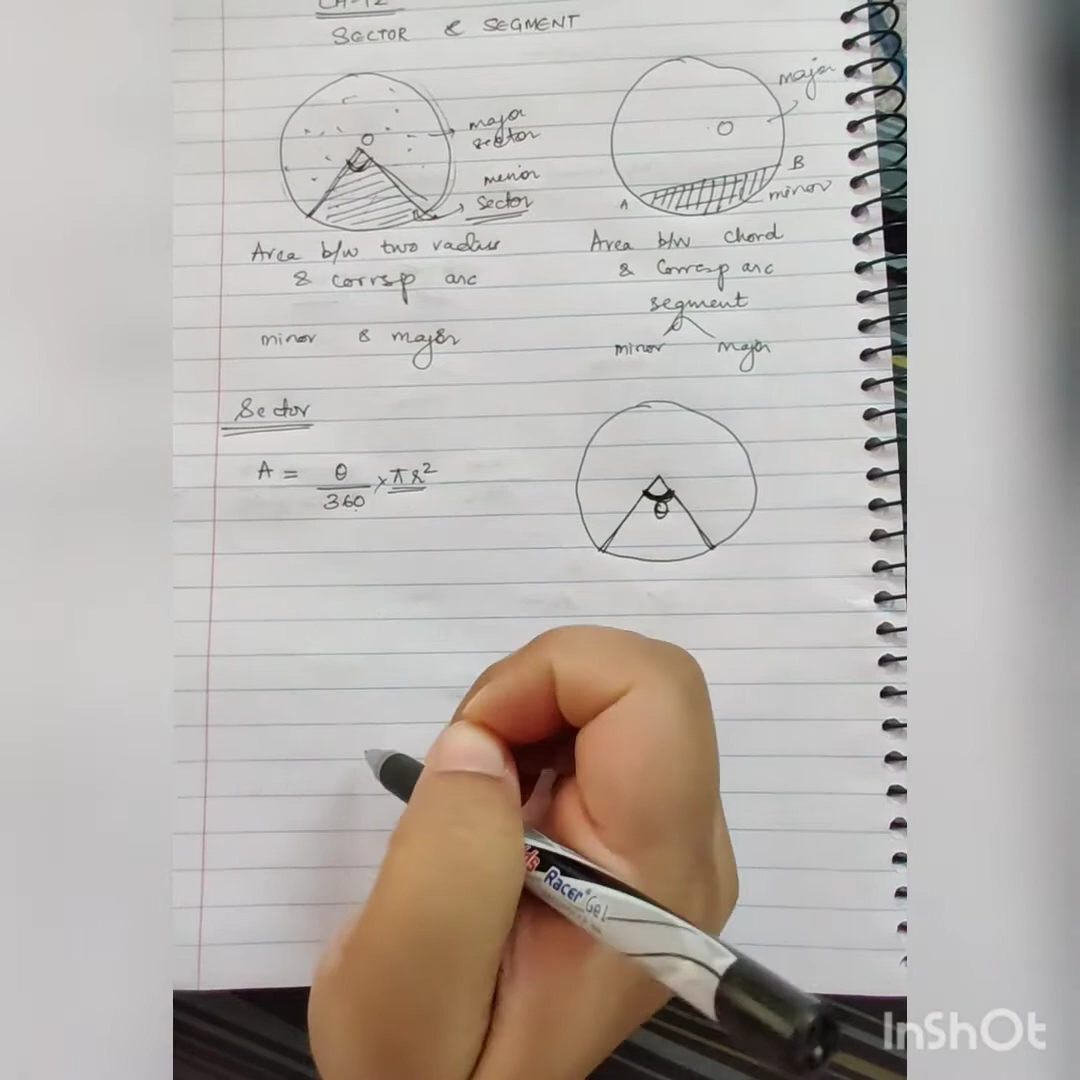 CH-12
SECTOR & SEGMENT
major
sector
O
menior
sector
major
O
B
A
minor
Area b/w two radius
& corrsp arc
minor & major
Area b/w chord
& corresp arc
segment
minor major
Sector
A = θ/360 × πr²
θ
Racer Gel
InShOt